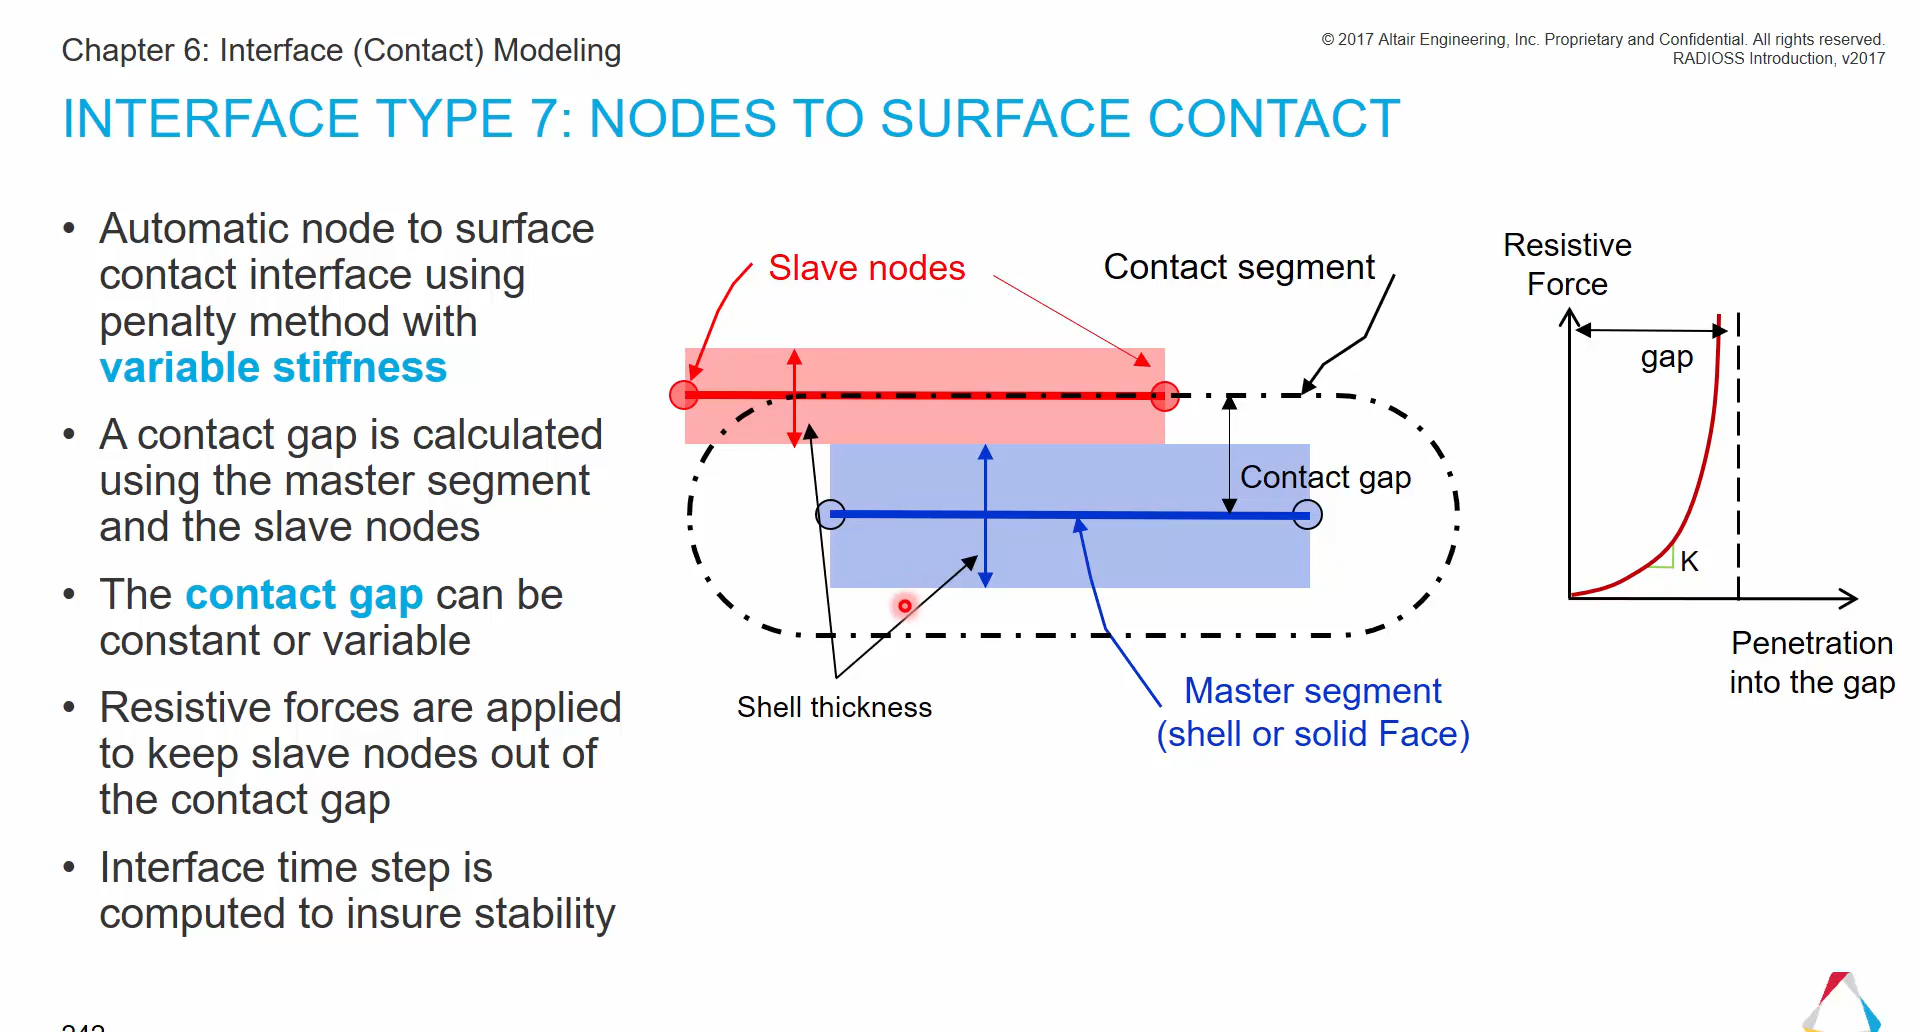 Chapter 6: Interface (Contact) Modeling
© 2017 Altair Engineering, Inc. Proprietary and Confidential. All rights reserved.
RADIOSS Introduction, v2017
INTERFACE TYPE 7: NODES TO SURFACE CONTACT
• Automatic node to surface
contact interface using
penalty method with
variable stiffness
• A contact gap is calculated
using the master segment
and the slave nodes
• The contact gap can be
constant or variable
• Resistive forces are applied
to keep slave nodes out of
the contact gap
• Interface time step is
computed to insure stability
Slave nodes
Contact segment
Contact gap
Shell thickness
Master segment
(shell or solid Face)
Resistive
Force
gap
K
Penetration
into the gap